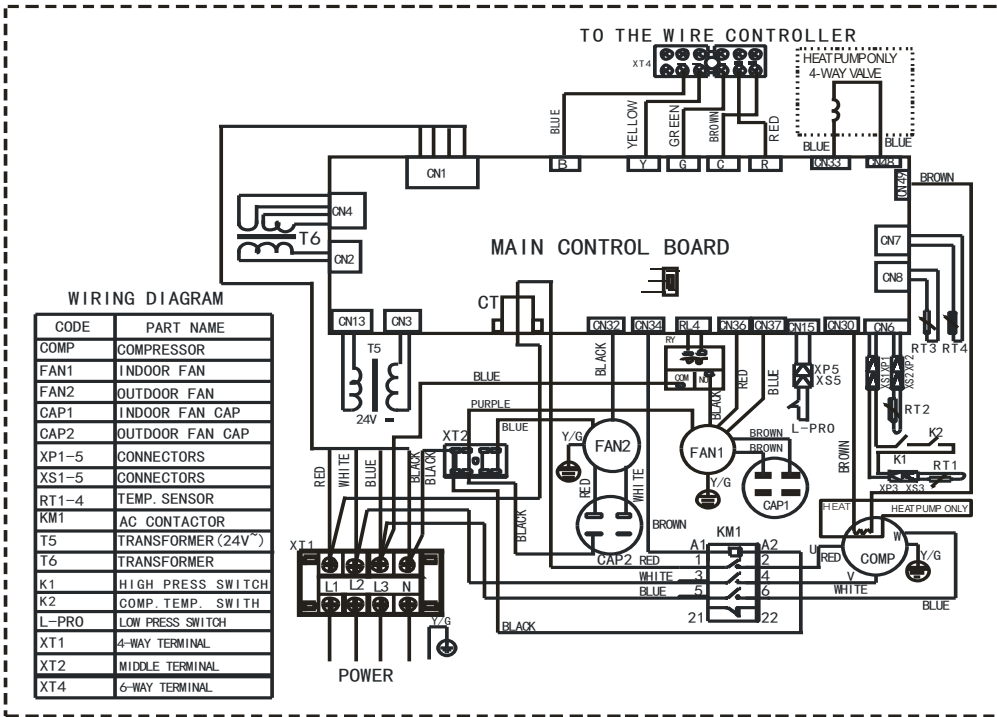 TO THE WIRE CONTROLLER
XT4
HEAT PUMP ONLY
4-WAY VALVE
BLUE
YELLOW
GREEN
BROWN
RED
BLUE
BLUE
CN1
B
Y
G
C
R
CN33
CN48
CN49
BROWN
CN4
T6
CN2
MAIN CONTROL BOARD
CN7
CN8
CT
CN13
CN3
CN32
CN34
RL4
CN36
CN37
CN15
CN30
CN6
RT3
RT4
T5
24V
BLUE
BLACK
RY
COM
NO
BLACK
RED
BLUE
XP5
XS5
L-PRO
XS1
XP1
XS2
XP2
RT2
K2
K1
RT1
XP3
XS3
PURPLE
BLUE
XT2
Y/G
FAN2
FAN1
BROWN
BROWN
Y/G
CAP1
BROWN
RED
WHITE
BLUE
BLACK
BLACK
BLACK
RED
WHITE
BROWN
CAP2
HEAT
HEAT PUMP ONLY
KM1
A1
A2
RED
1
2
WHITE
3
4
BLUE
5
6
21
22
U
RED
COMP
W
V
WHITE
Y/G
BLUE
XT1
L1
L2
L3
N
Y/G
BLACK
POWER
WIRING DIAGRAM
CODE PART NAME
COMP COMPRESSOR
FAN1 INDOOR FAN
FAN2 OUTDOOR FAN
CAP1 INDOOR FAN CAP
CAP2 OUTDOOR FAN CAP
XP1-5 CONNECTORS
XS1-5 CONNECTORS
RT1-4 TEMP. SENSOR
KM1 AC CONTACTOR
T5 TRANSFORMER(24V~)
T6 TRANSFORMER
K1 HIGH PRESS SWITCH
K2 COMP. TEMP. SWITH
L-PRO LOW PRESS SWITCH
XT1 4-WAY TERMINAL
XT2 MIDDLE TERMINAL
XT4 6-WAY TERMINAL